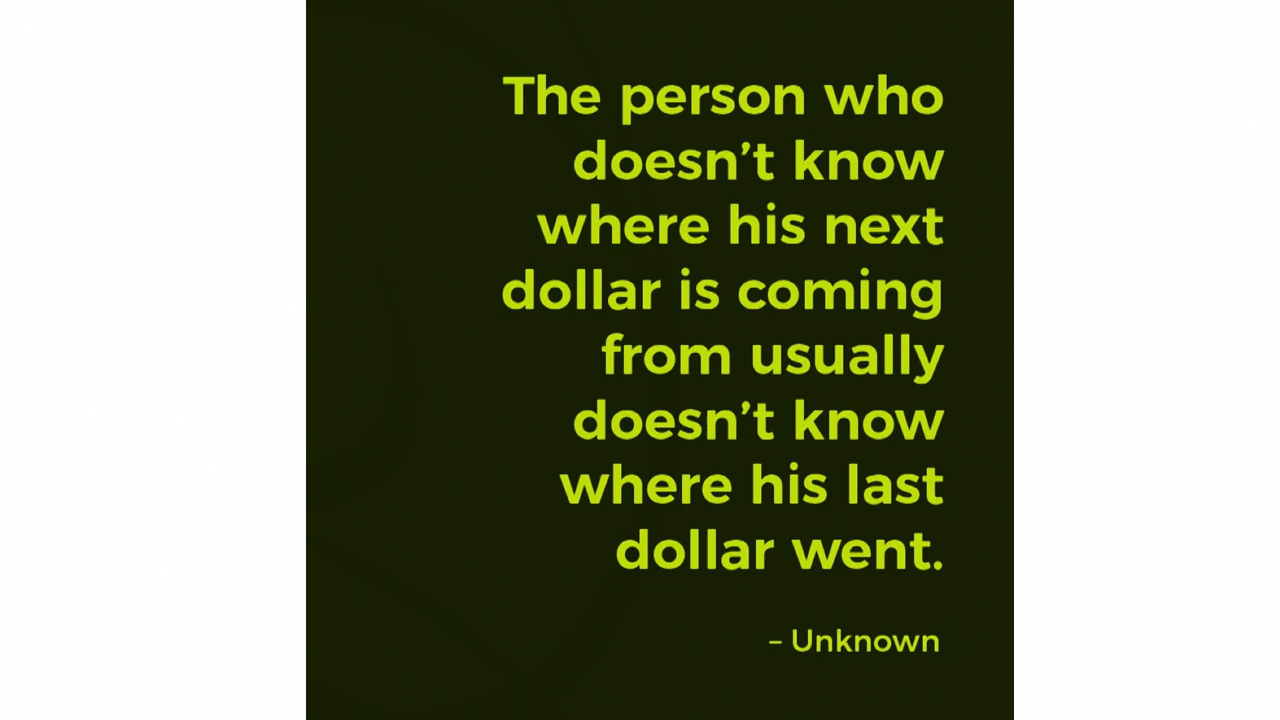 The person who
doesn’t know
where his next
dollar is coming
from usually
doesn’t know
where his last
dollar went.
– Unknown